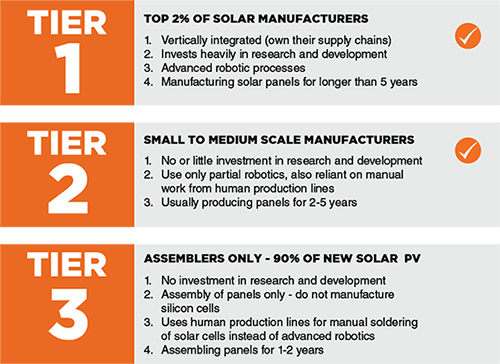 TIER
1
TOP 2% OF SOLAR MANUFACTURERS
1. Vertically integrated (own their supply chains)
2. Invests heavily in research and development
3. Advanced robotic processes
4. Manufacturing solar panels for longer than 5 years
TIER
2
SMALL TO MEDIUM SCALE MANUFACTURERS
1. No or little investment in research and development
2. Use only partial robotics, also reliant on manual
work from human production lines
3. Usually producing panels for 2-5 years
TIER
3
ASSEMBLERS ONLY - 90% OF NEW SOLAR PV
1. No investment in research and development
2. Assembly of panels only - do not manufacture
silicon cells
3. Uses human production lines for manual soldering
of solar cells instead of advanced robotics
4. Assembling panels for 1-2 years